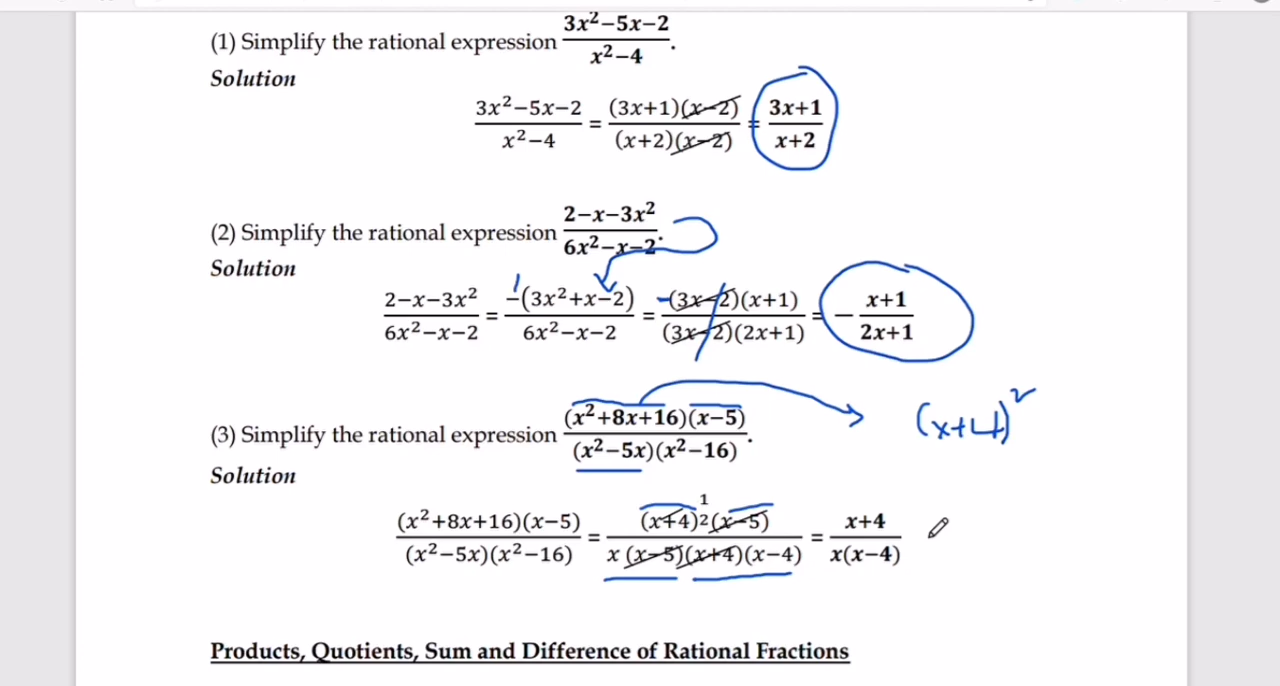 (1) Simplify the rational expression (3x²−5x−2)/(x²−4).
Solution
(3x²−5x−2)/(x²−4) = (3x+1)(x−2)/(x+2)(x−2) = (3x+1)/(x+2)
(2) Simplify the rational expression (2−x−3x²)/(6x²−x−2).
Solution
(2−x−3x²)/(6x²−x−2) = −(3x²+x−2)/(6x²−x−2) = −(3x−2)(x+1)/(3x−2)(2x+1) = −(x+1)/(2x+1)
(x+4)²
(3) Simplify the rational expression (x²+8x+16)(x−5)/(x²−5x)(x²−16).
Solution
(x²+8x+16)(x−5)/(x²−5x)(x²−16) = (x+4)²¹(x−5)/x(x−5)(x+4)(x−4) = (x+4)/x(x−4)
Products, Quotients, Sum and Difference of Rational Fractions